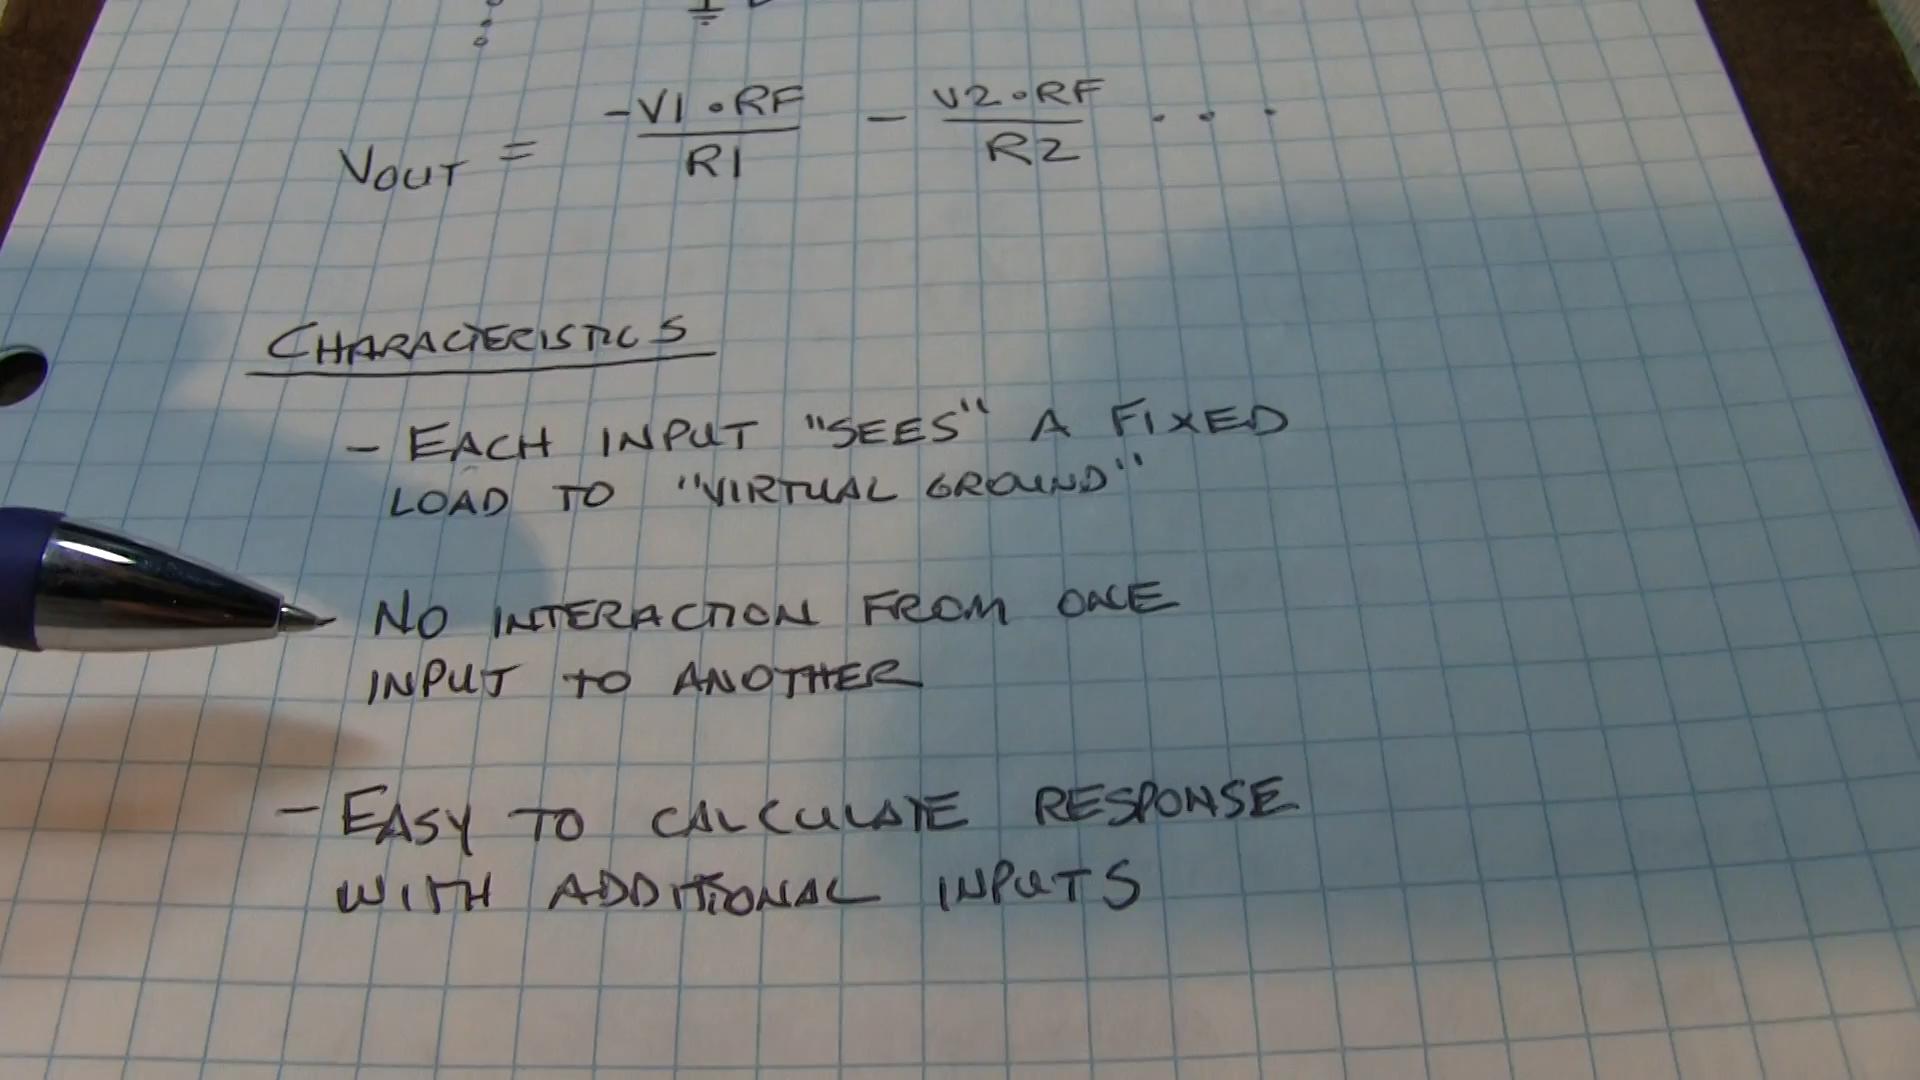 VOUT = -V1•RF/R1 - V2•RF/R2 . . .
CHARACTERISTICS
- EACH INPUT "SEES" A FIXED
LOAD TO "VIRTUAL GROUND"
- NO INTERACTION FROM ONE
INPUT TO ANOTHER
- EASY TO CALCULATE RESPONSE
WITH ADDITIONAL INPUTS